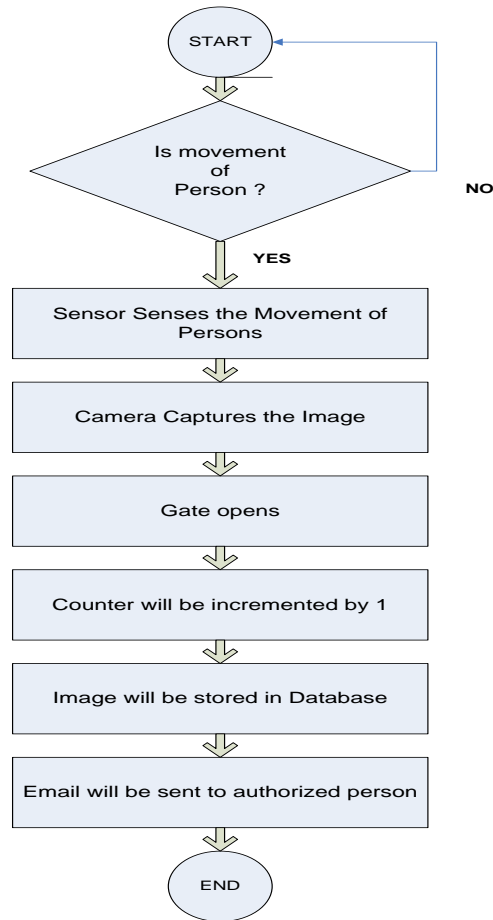 START
Is movement
of
Person ?
NO
YES
Sensor Senses the Movement of
Persons
Camera Captures the Image
Gate opens
Counter will be incremented by 1
Image will be stored in Database
Email will be sent to authorized person
END